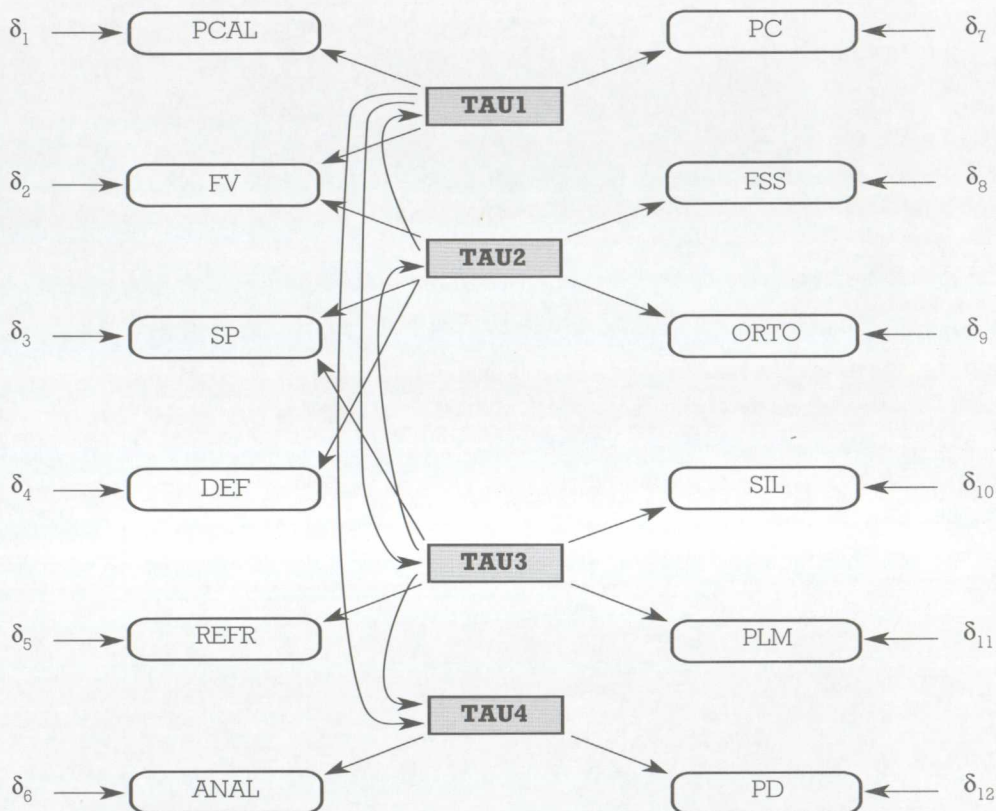 δ1 PCAL PC δ7
TAU1
δ2 FV FSS δ8
TAU2
δ3 SP ORTO δ9
δ4 DEF SIL δ10
TAU3
δ5 REFR PLM δ11
TAU4
δ6 ANAL PD δ12